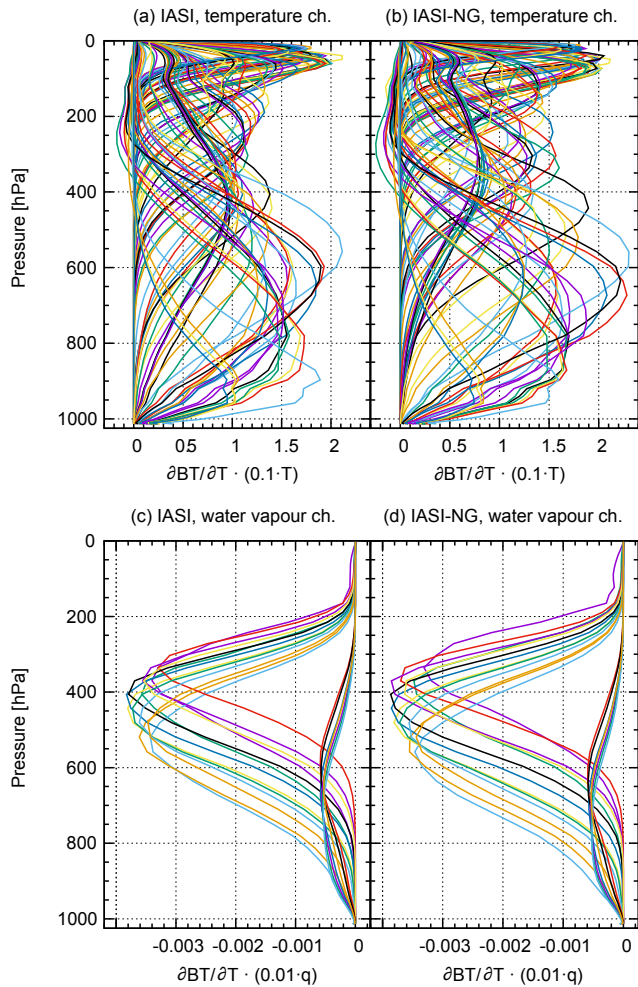 (a) IASI, temperature ch.
(b) IASI-NG, temperature ch.
0
200
400
600
800
1000
Pressure [hPa]
0 0.5 1 1.5 2
0 0.5 1 1.5 2
∂BT/∂T · (0.1·T)
∂BT/∂T · (0.1·T)
(c) IASI, water vapour ch.
(d) IASI-NG, water vapour ch.
0
200
400
600
800
1000
Pressure [hPa]
-0.003 -0.002 -0.001 0
-0.003 -0.002 -0.001 0
∂BT/∂T · (0.01·q)
∂BT/∂T · (0.01·q)